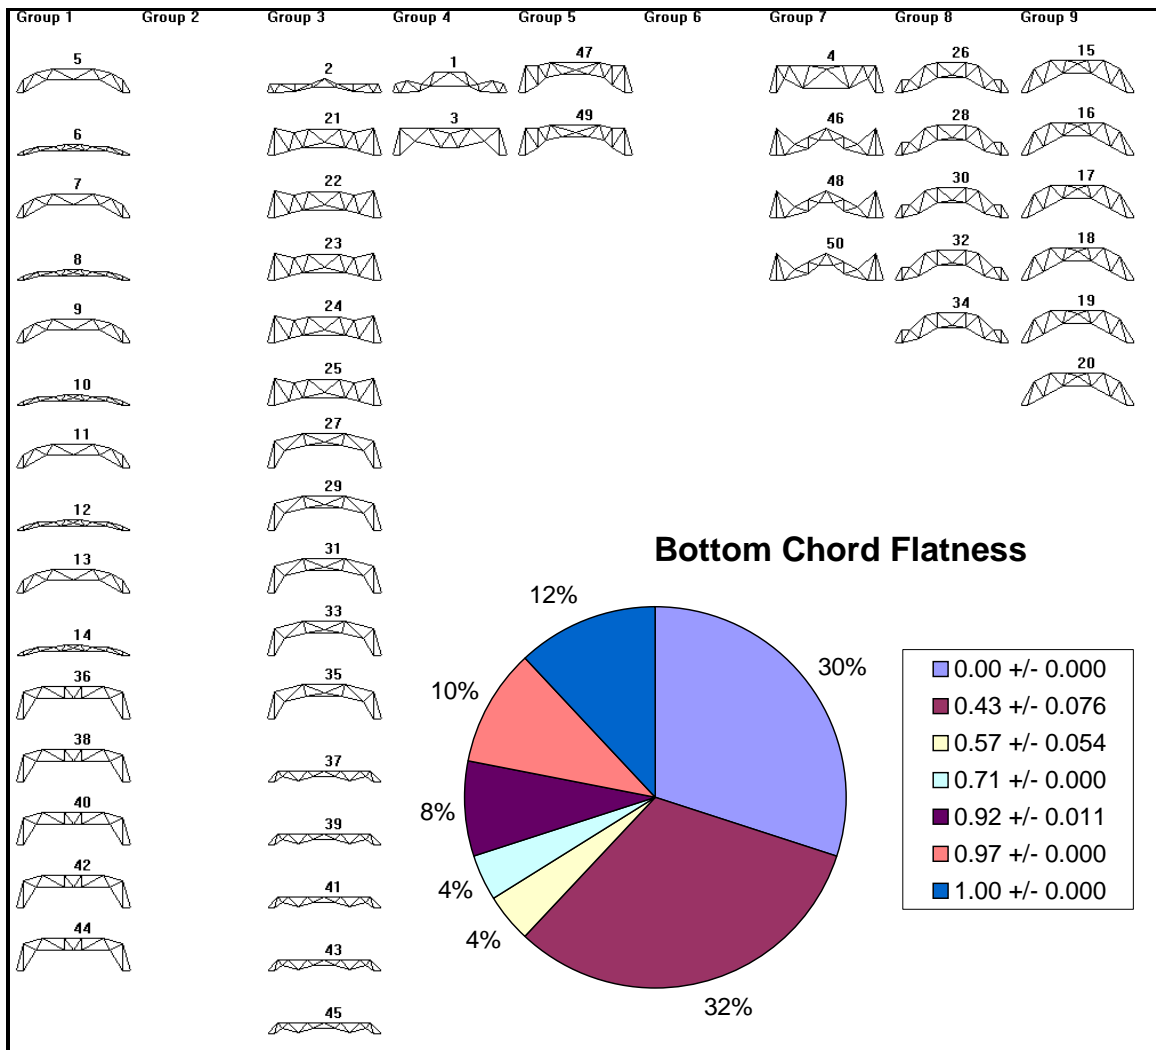 Group 1 Group 2 Group 3 Group 4 Group 5 Group 6 Group 7 Group 8 Group 9
5 2 1 47 4 26 15
6 21 3 49 46 28 16
7 22 48 30 17
8 23 50 32 18
9 24 34 19
10 25 20
11 27
12 29
13 31
14 33
36 35
38 37
40 39
42 41
44 43
45
Bottom Chord Flatness
12%
30%
10%
8%
4%
4%
32%
0.00 +/- 0.000
0.43 +/- 0.076
0.57 +/- 0.054
0.71 +/- 0.000
0.92 +/- 0.011
0.97 +/- 0.000
1.00 +/- 0.000